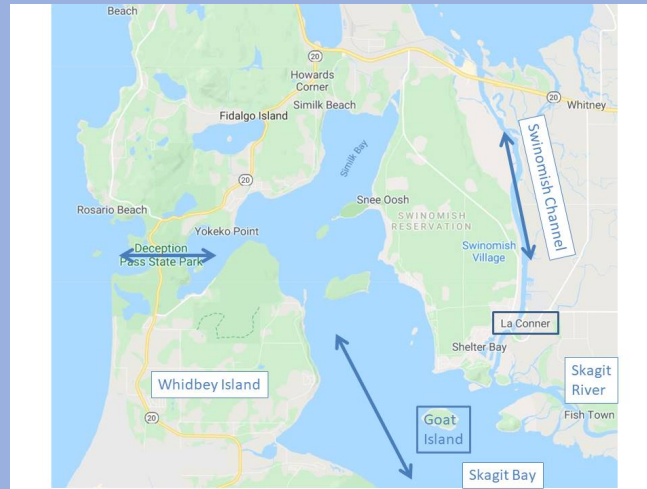 Beach
20
Howards
Corner
Similk Beach
Fidalgo Island
20
Whitney
Swinomish Channel
Similk Bay
20
Snee Oosh
Rosario Beach
SWINOMISH
RESERVATION
Yokeko Point
Deception
Pass State Park
Swinomish
Village
La Conner
Shelter Bay
Whidbey Island
Skagit
River
20
Goat
Island
Fish Town
Skagit Bay